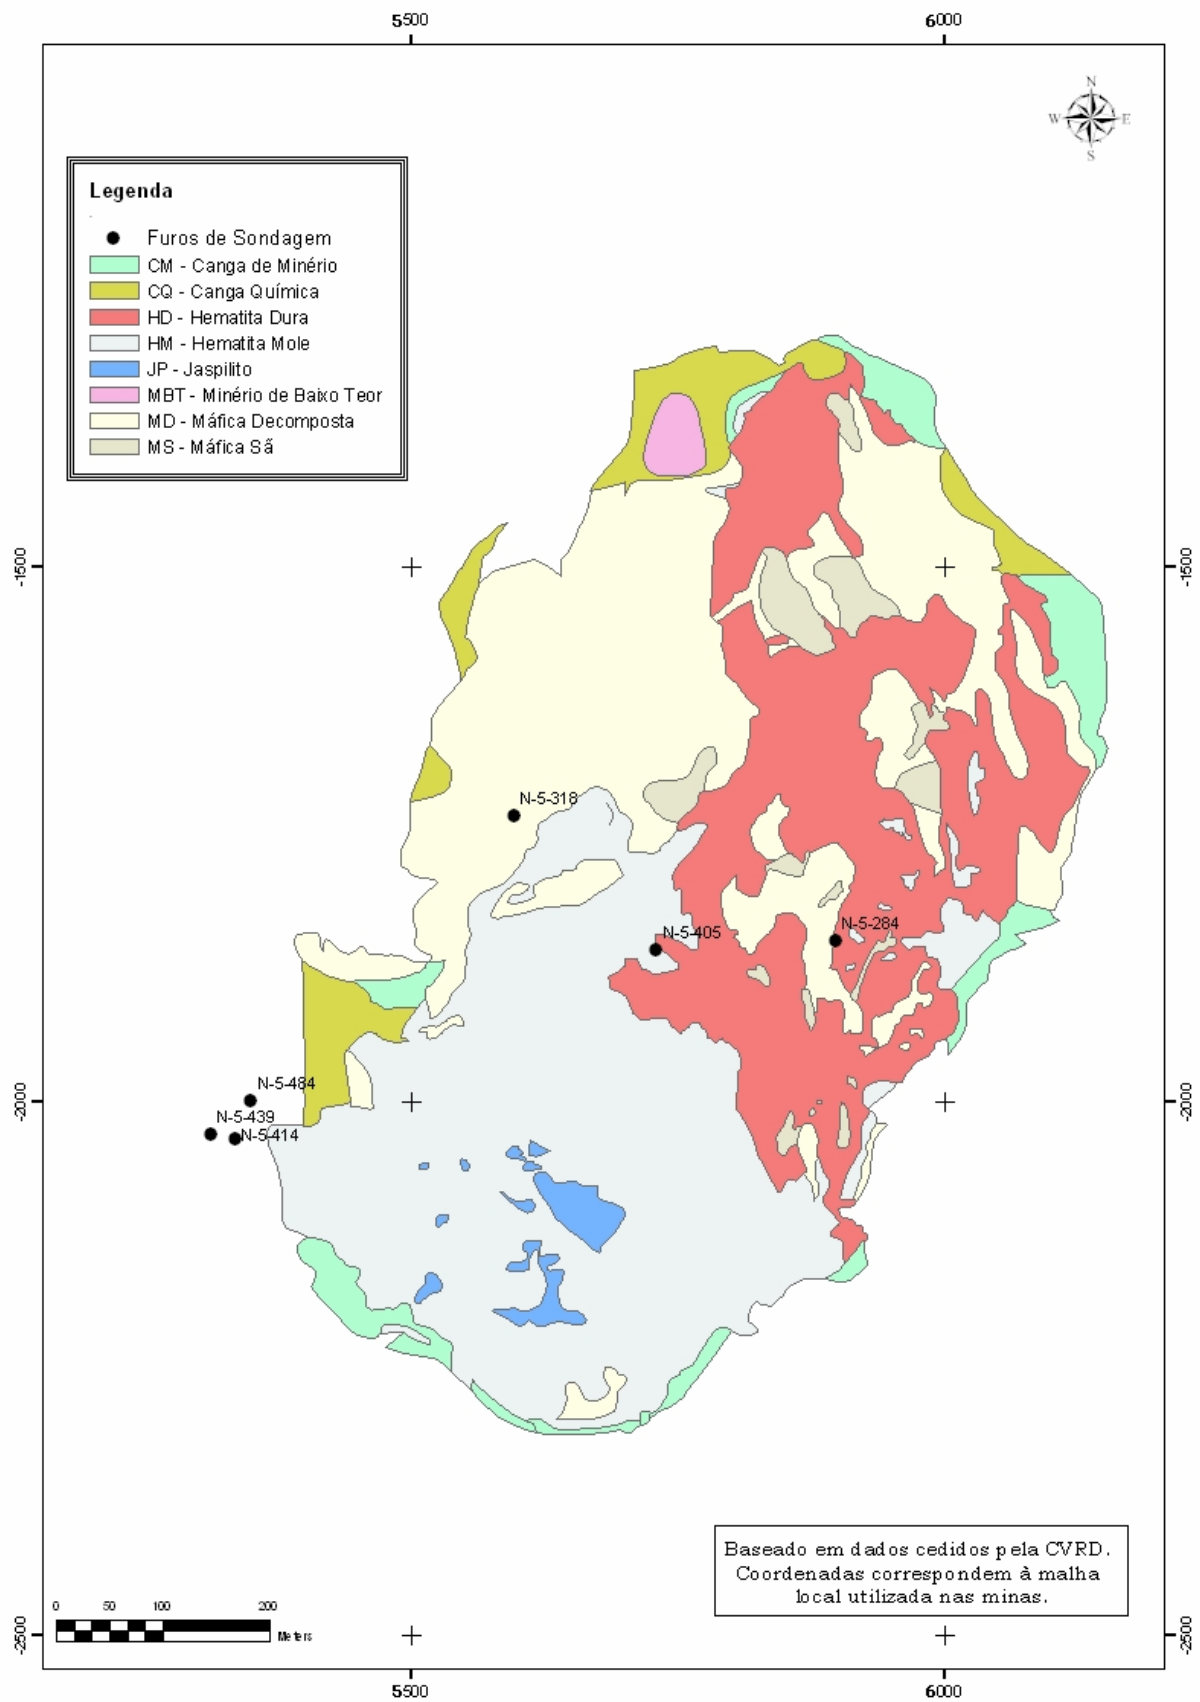 5500
6000
N
W
E
S
Legenda
Furos de Sondagem
CM - Canga de Minério
CQ - Canga Química
HD - Hematita Dura
HM - Hematita Mole
JP - Jaspilito
MBT - Minério de Baixo Teor
MD - Máfica Decomposta
MS - Máfica Sã
-1500
-1500
N-5-318
N-5-405
N-5-284
N-5-484
N-5-439
N-5-414
-2000
-2000
Baseado em dados cedidos pela CVRD.
Coordenadas correspondem à malha
local utilizada nas minas.
0 50 100 200
Meters
-2500
-2500
5500
6000